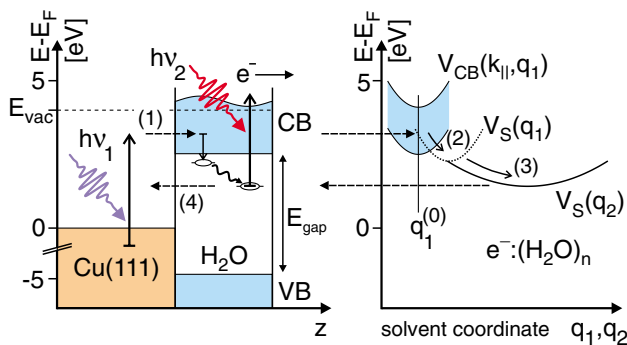 E-E_F
[eV]
5
E_vac
0
-5
hν_1
hν_2
e⁻
(1)
CB
(4)
E_gap
H_2O
Cu(111)
VB
z
E-E_F
[eV]
5
0
V_CB(k_||,q_1)
(2)
V_S(q_1)
(3)
V_S(q_2)
q_1^(0)
e⁻:(H_2O)_n
solvent coordinate q_1,q_2